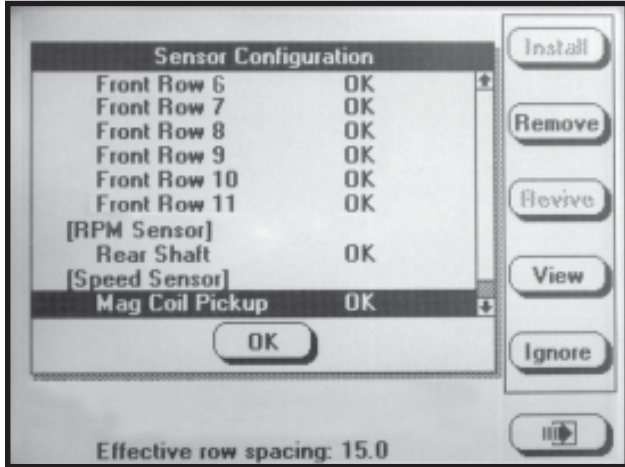 Sensor Configuration
Front Row 6 OK
Front Row 7 OK
Front Row 8 OK
Front Row 9 OK
Front Row 10 OK
Front Row 11 OK
[RPM Sensor]
Rear Shaft OK
[Speed Sensor]
Mag Coil Pickup OK
OK
Effective row spacing: 15.0
Install
Remove
Revive
View
Ignore